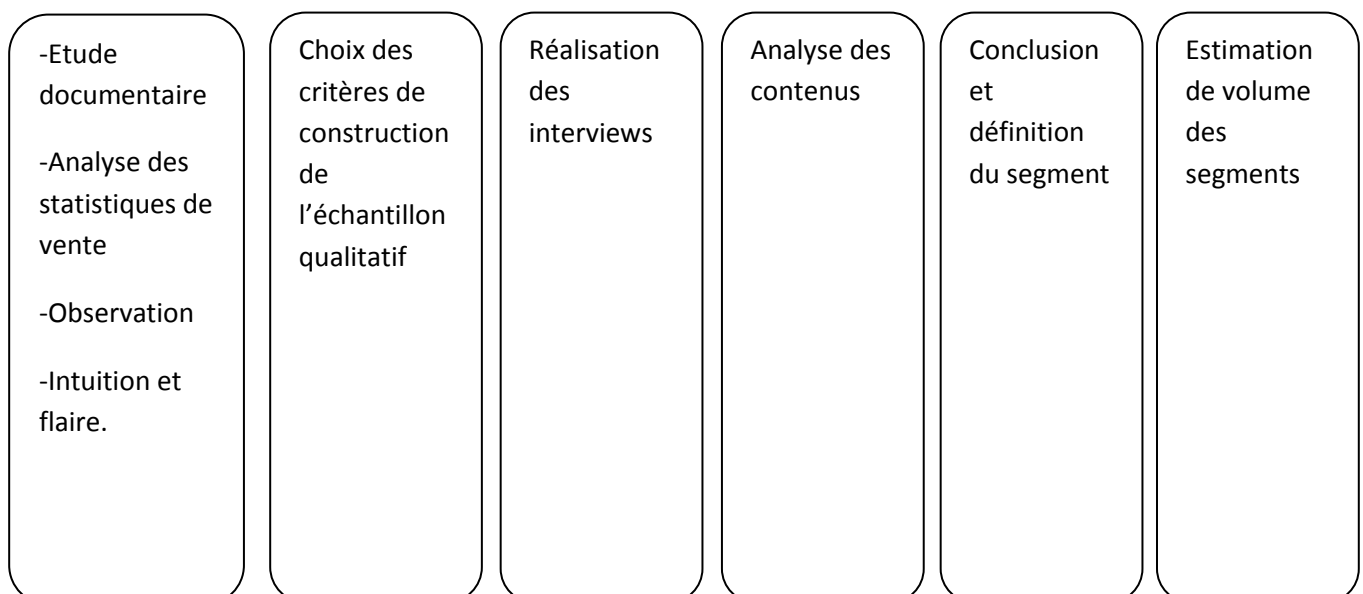 -Etude
documentaire
-Analyse des
statistiques de
vente
-Observation
-Intuition et
flaire.
Choix des
critères de
construction
de
l’échantillon
qualitatif
Réalisation
des
interviews
Analyse des
contenus
Conclusion
et
définition
du segment
Estimation
de volume
des
segments